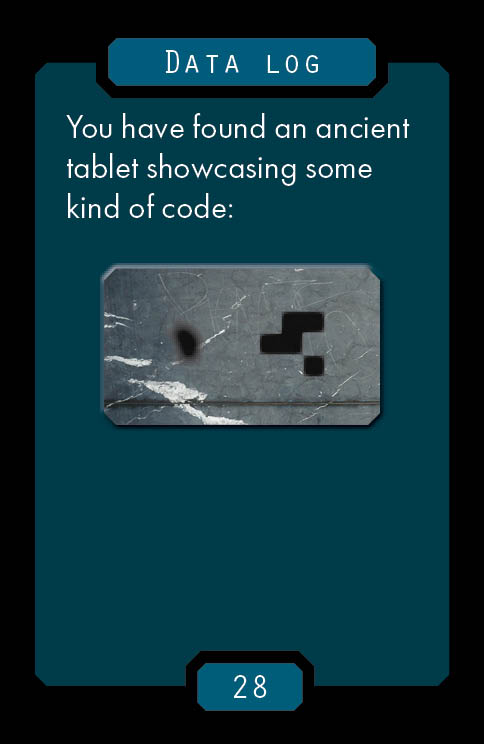 DATA LOG
You have found an ancient
tablet showcasing some
kind of code:
28